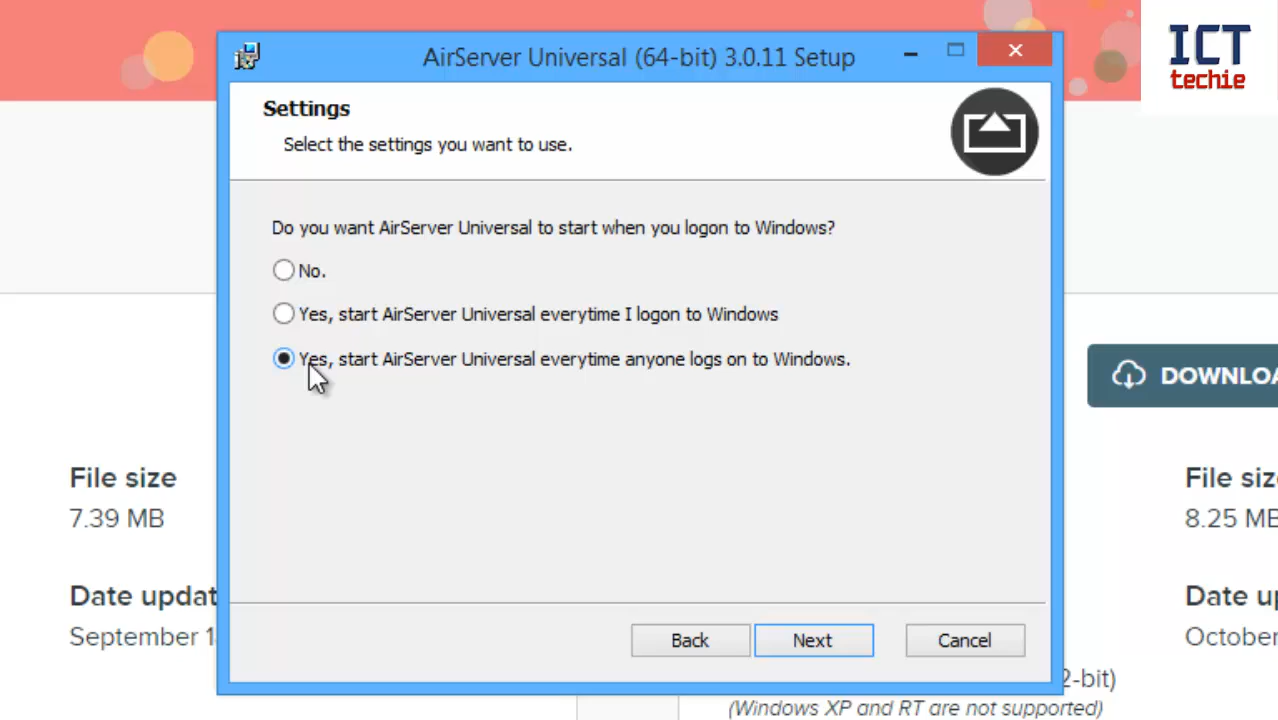 ICT
techie
AirServer Universal (64-bit) 3.0.11 Setup
Settings
Select the settings you want to use.
Do you want AirServer Universal to start when you logon to Windows?
No.
Yes, start AirServer Universal everytime I logon to Windows
Yes, start AirServer Universal everytime anyone logs on to Windows.
Back
Next
Cancel
DOWNLOA
File size
7.39 MB
Date updat
September 1
File siz
8.25 MB
Date up
October
2-bit)
(Windows XP and RT are not supported)